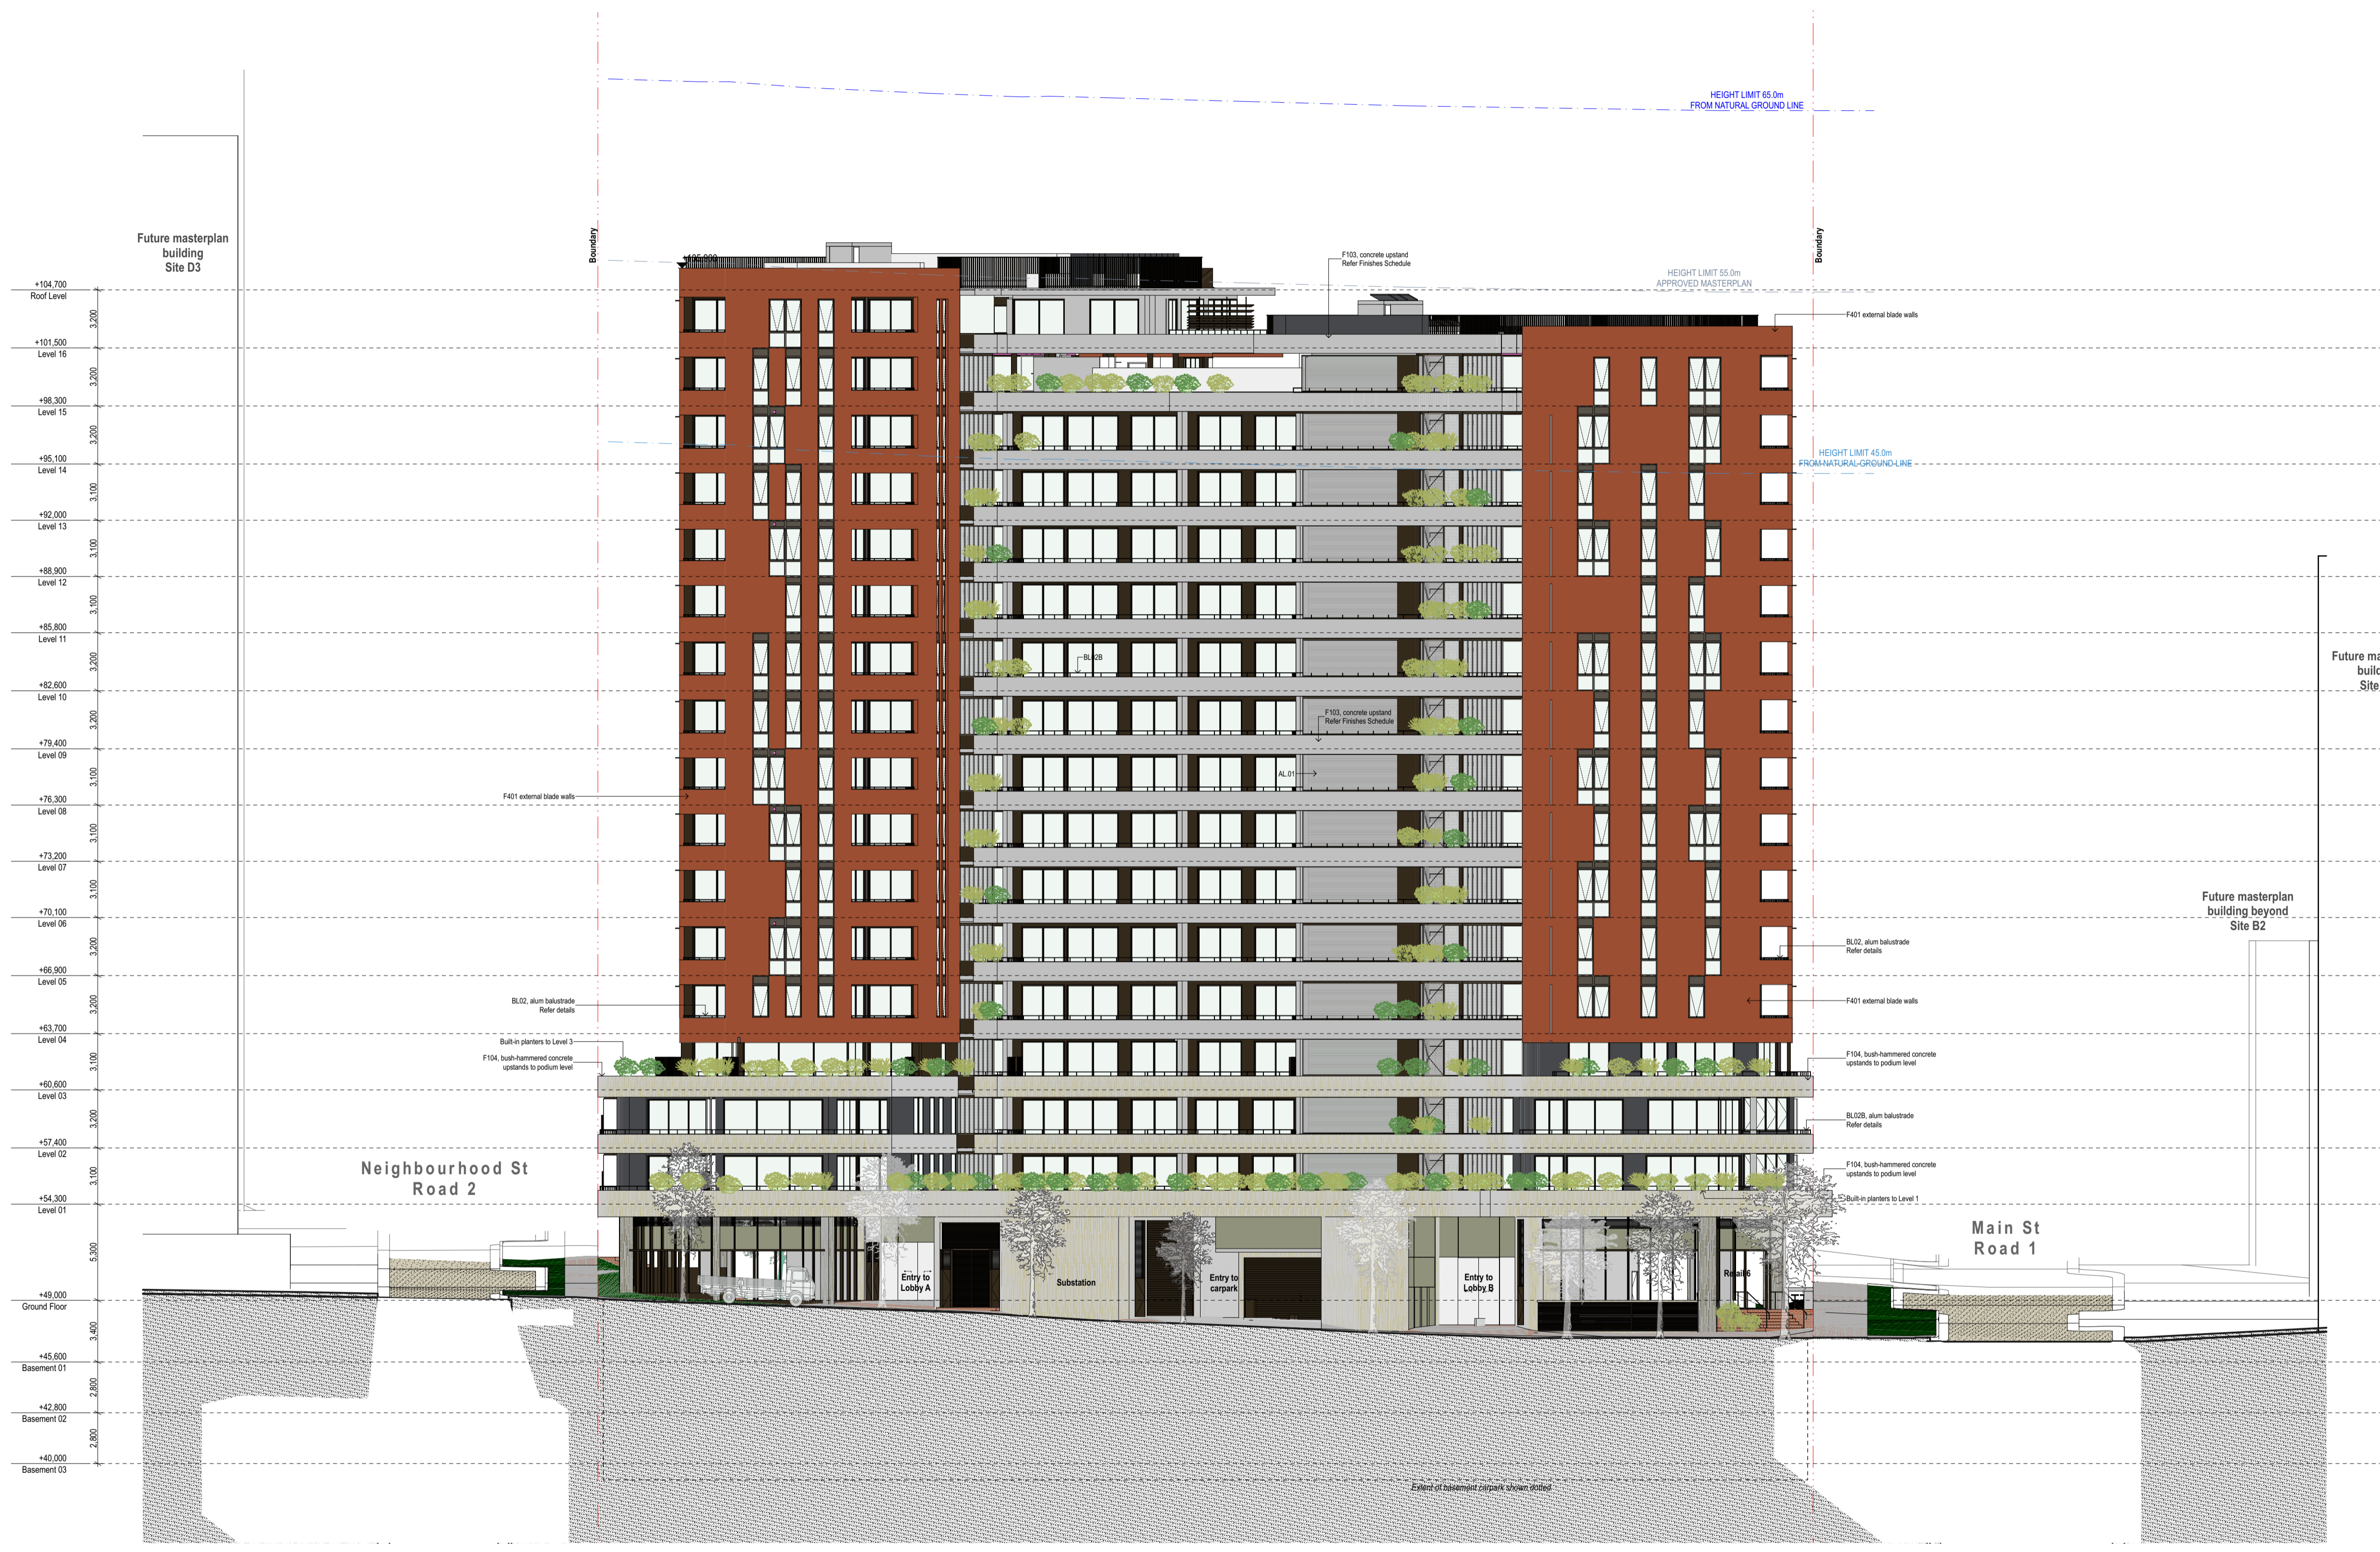 HEIGHT LIMIT 65.0m
FROM NATURAL GROUND LINE
Future masterplan
building
Site D3
Boundary
Boundary
F103, concrete upstand
Refer Finishes Schedule
HEIGHT LIMIT 55.0m
APPROVED MASTERPLAN
F401 external blade walls
+104,700
Roof Level
3,200
+101,500
Level 16
3,200
+98,300
Level 15
3,200
+95,100
Level 14
HEIGHT LIMIT 45.0m
FROM NATURAL GROUND LINE
3,100
+92,000
Level 13
3,100
+88,900
Level 12
3,100
+85,800
Level 11
3,200
BL02B
+82,600
Level 10
3,200
F103, concrete upstand
Refer Finishes Schedule
+79,400
Level 09
3,100
AL.01
F401 external blade walls
+76,300
Level 08
3,100
+73,200
Level 07
3,100
+70,100
Level 06
Future masterplan
building beyond
Site B2
3,200
BL02, alum balustrade
Refer details
+66,900
Level 05
3,200
BL02, alum balustrade
Refer details
F401 external blade walls
+63,700
Level 04
3,100
Built-in planters to Level 3
F104, bush-hammered concrete
upstands to podium level
F104, bush-hammered concrete
upstands to podium level
+60,600
Level 03
3,200
BL02B, alum balustrade
Refer details
+57,400
Level 02
3,100
Neighbourhood St
Road 2
F104, bush-hammered concrete
upstands to podium level
Built-in planters to Level 1
+54,300
Level 01
5,300
Main St
Road 1
Entry to
Lobby A
Substation
Entry to
carpark
Entry to
Lobby B
Retail 6
+49,000
Ground Floor
3,400
+45,600
Basement 01
2,800
+42,800
Basement 02
2,800
+40,000
Basement 03
Extent of basement carpark shown dotted